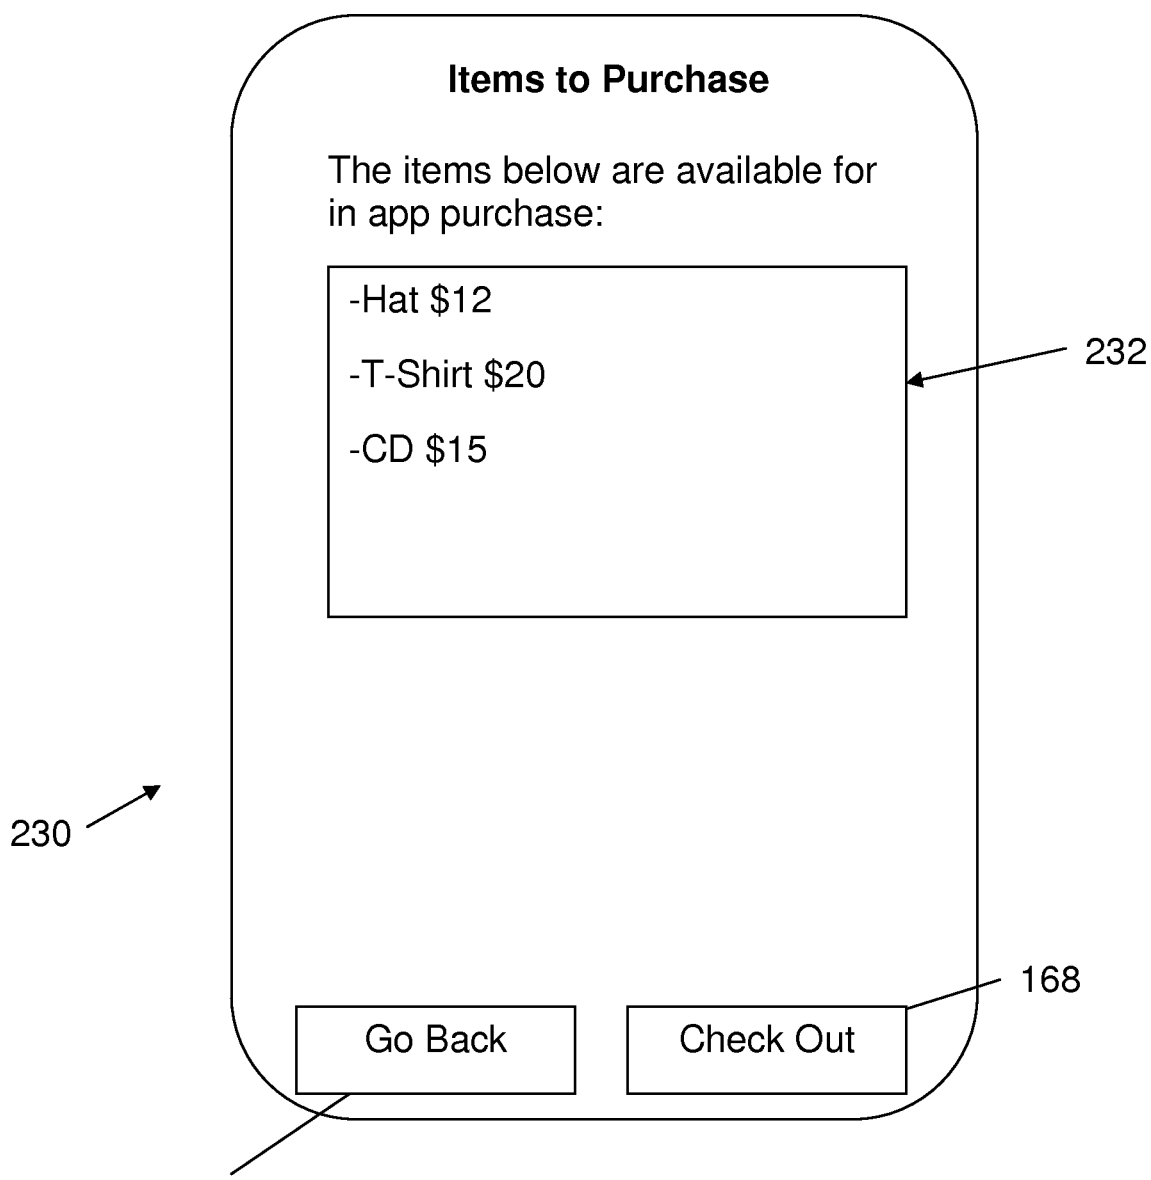 Items to Purchase
The items below are available for
in app purchase:
-Hat $12
-T-Shirt $20
-CD $15
232
230
168
Go Back
Check Out